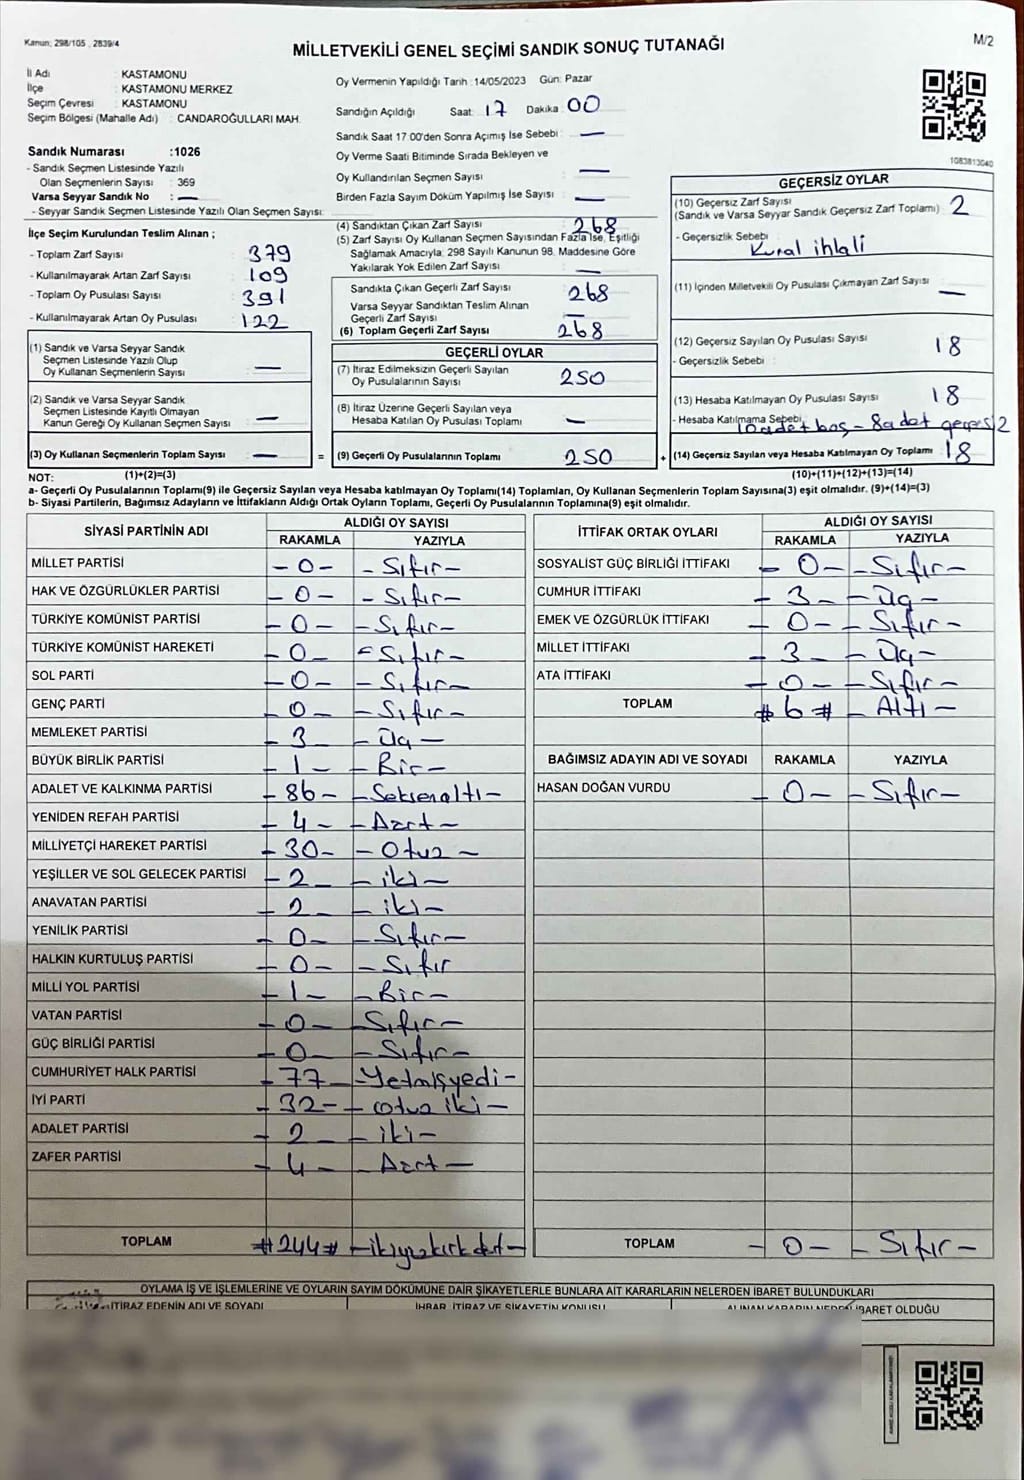 Kanun; 298/105 , 2839/4
MİLLETVEKİLİ GENEL SEÇİMİ SANDIK SONUÇ TUTANAĞI
M/2
İl Adı : KASTAMONU
İlçe : KASTAMONU MERKEZ
Seçim Çevresi : KASTAMONU
Seçim Bölgesi (Mahalle Adı) : CANDAROĞULLARI MAH.
Sandık Numarası :1026
- Sandık Seçmen Listesinde Yazılı
Olan Seçmenlerin Sayısı : 369
Varsa Seyyar Sandık No : —
- Seyyar Sandık Seçmen Listesinde Yazılı Olan Seçmen Sayısı:
İlçe Seçim Kurulundan Teslim Alınan ;
- Toplam Zarf Sayısı : 379
- Kullanılmayarak Artan Zarf Sayısı : 109
- Toplam Oy Pusulası Sayısı : 391
- Kullanılmayarak Artan Oy Pusulası : 122
Oy Vermenin Yapıldığı Tarih : 14/05/2023 Gün: Pazar
Sandığın Açıldığı Saat: 17 Dakika: 00
Sandık Saat 17.00'den Sonra Açımış İse Sebebi : —
Oy Verme Saati Bitiminde Sırada Bekleyen ve
Oy Kullandırılan Seçmen Sayısı : —
Birden Fazla Sayım Döküm Yapılmış İse Sayısı : —
(4) Sandıktan Çıkan Zarf Sayısı : 268
(5) Zarf Sayısı Oy Kullanan Seçmen Sayısından Fazla İse, Eşitliği
Sağlamak Amacıyla, 298 Sayılı Kanunun 98. Maddesine Göre
Yakılarak Yok Edilen Zarf Sayısı : —
Sandıkta Çıkan Geçerli Zarf Sayısı : 268
Varsa Seyyar Sandıktan Teslim Alınan
Geçerli Zarf Sayısı : —
(6) Toplam Geçerli Zarf Sayısı : 268
1083813040
GEÇERSİZ OYLAR
(10) Geçersiz Zarf Sayısı
(Sandık ve Varsa Seyyar Sandık Geçersiz Zarf Toplamı) : 2
- Geçersizlik Sebebi : Kural ihlali
(11) İçinden Milletvekili Oy Pusulası Çıkmayan Zarf Sayısı : —
(12) Geçersiz Sayılan Oy Pusulası Sayısı : 18
- Geçersizlik Sebebi :
(13) Hesaba Katılmayan Oy Pusulası Sayısı : 18
- Hesaba Katılmama Sebebi : 10 adet boş - 8 adet geçersiz
(14) Geçersiz Sayılan veya Hesaba Katılmayan Oy Toplamı : 18
(10)+(11)+(12)+(13)=(14)
(1) Sandık ve Varsa Seyyar Sandık
Seçmen Listesinde Yazılı Olup
Oy Kullanan Seçmenlerin Sayısı : —
(2) Sandık ve Varsa Seyyar Sandık
Seçmen Listesinde Kayıtlı Olmayan
Kanun Gereği Oy Kullanan Seçmen Sayısı : —
(3) Oy Kullanan Seçmenlerin Toplam Sayısı : — =
GEÇERLİ OYLAR
(7) İtiraz Edilmeksizin Geçerli Sayılan
Oy Pusulalarının Sayısı : 250
(8) İtiraz Üzerine Geçerli Sayılan veya
Hesaba Katılan Oy Pusulası Toplamı : —
(9) Geçerli Oy Pusulalarının Toplamı : 250 +
NOT: (1)+(2)=(3)
a- Geçerli Oy Pusulalarının Toplamı(9) ile Geçersiz Sayılan veya Hesaba katılmayan Oy Toplamı(14) Toplamları, Oy Kullanan Seçmenlerin Toplam Sayısına(3) eşit olmalıdır. (9)+(14)=(3)
b- Siyasi Partilerin, Bağımsız Adayların ve İttifakların Aldığı Ortak Oyların Toplamı, Geçerli Oy Pusulalarının Toplamına(9) eşit olmalıdır.
SİYASİ PARTİNİN ADI ALDIĞI OY SAYISI
RAKAMLA YAZIYLA
MİLLET PARTİSİ - 0 - - Sıfır -
HAK VE ÖZGÜRLÜKLER PARTİSİ - 0 - - Sıfır -
TÜRKİYE KOMÜNİST PARTİSİ - 0 - - Sıfır -
TÜRKİYE KOMÜNİST HAREKETİ - 0 - - Sıfır -
SOL PARTİ - 0 - - Sıfır -
GENÇ PARTİ - 0 - - Sıfır -
MEMLEKET PARTİSİ - 3 - Üç -
BÜYÜK BİRLİK PARTİSİ - 1 - - Bir -
ADALET VE KALKINMA PARTİSİ - 86 - - Seksenaltı -
YENİDEN REFAH PARTİSİ - 4 - - Dört -
MİLLİYETÇİ HAREKET PARTİSİ - 30 - - Otuz -
YEŞİLLER VE SOL GELECEK PARTİSİ - 2 - - iki -
ANAVATAN PARTİSİ - 2 - - iki -
YENİLİK PARTİSİ - 0 - - Sıfır -
HALKIN KURTULUŞ PARTİSİ - 0 - - Sıfır
MİLLİ YOL PARTİSİ - 1 - - Bir -
VATAN PARTİSİ - 0 - - Sıfır -
GÜÇ BİRLİĞİ PARTİSİ - 0 - - Sıfır -
CUMHURİYET HALK PARTİSİ - 77 - - Yetmişyedi -
İYİ PARTİ - 32 - - otuz iki -
ADALET PARTİSİ - 2 - - iki -
ZAFER PARTİSİ - 4 - - Dört -
TOPLAM # 244 # - ikiyüzkırkdört -
İTTİFAK ORTAK OYLARI ALDIĞI OY SAYISI
RAKAMLA YAZIYLA
SOSYALİST GÜÇ BİRLİĞİ İTTİFAKI - 0 - - Sıfır -
CUMHUR İTTİFAKI - 3 - - Üç -
EMEK VE ÖZGÜRLÜK İTTİFAKI - 0 - - Sıfır -
MİLLET İTTİFAKI - 3 - - Üç -
ATA İTTİFAKI - 0 - - Sıfır -
TOPLAM # 6 # - Altı -
BAĞIMSIZ ADAYIN ADI VE SOYADI RAKAMLA YAZIYLA
HASAN DOĞAN VURDU - 0 - - Sıfır -
TOPLAM - 0 - - Sıfır -
OYLAMA İŞ VE İŞLEMLERİNE VE OYLARIN SAYIM DÖKÜMÜNE DAİR ŞİKAYETLERLE BUNLARA AİT KARARLARIN NELERDEN İBARET BULUNDUKLARI
İTİRAZ EDENİN ADI VE SOYADI İHBAR, İTİRAZ VE ŞİKAYETİN KONUSU ALINAN KARARIN NEDEN İBARET OLDUĞU